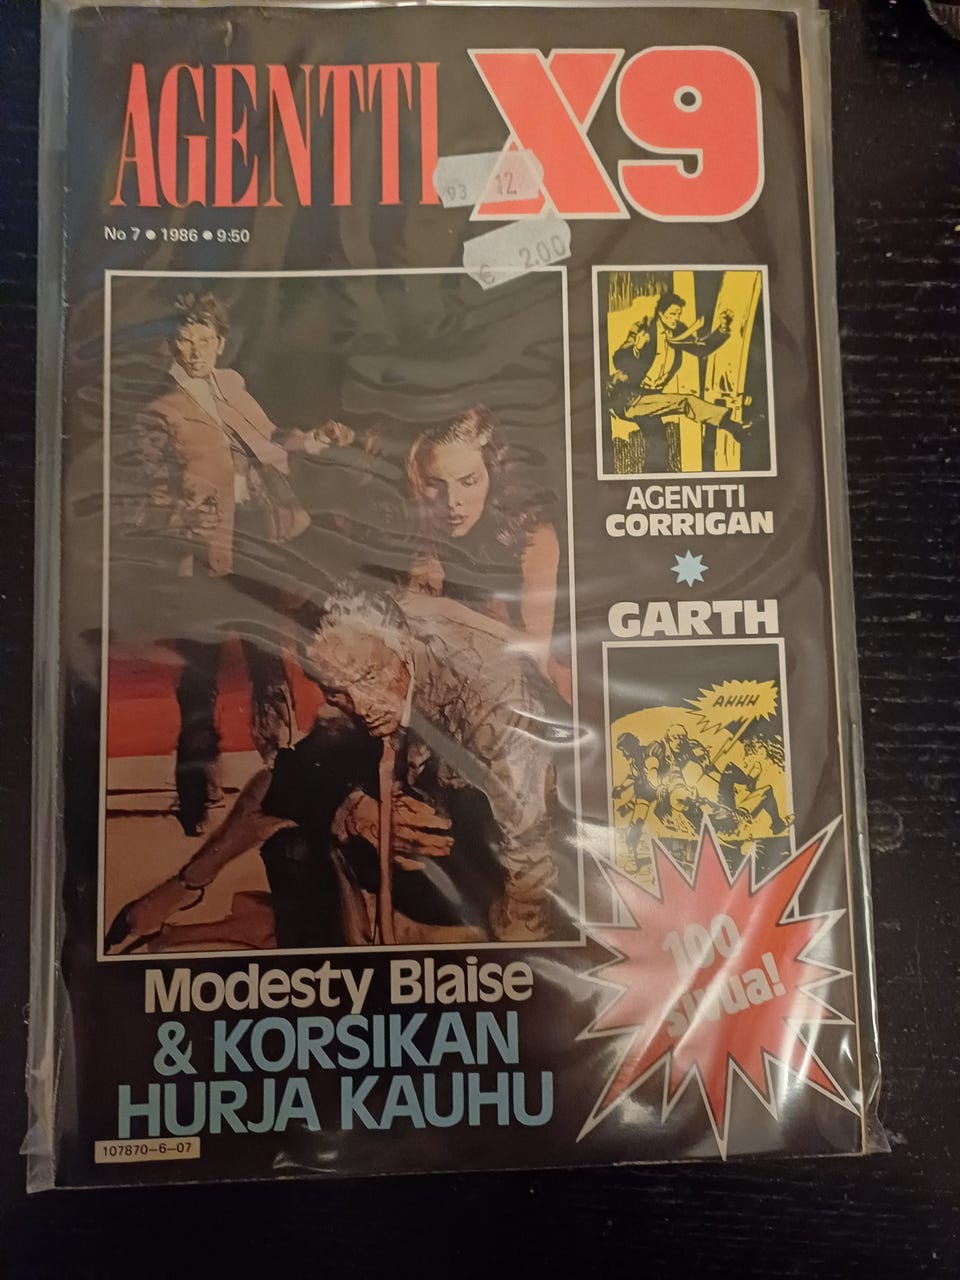 AGENTTI X9
93 12
No 7 • 1986 • 9:50
€ 2.00
AGENTTI
CORRIGAN
GARTH
AHHH
100
sivua!
Modesty Blaise
& KORSIKAN
HURJA KAUHU
107870-6-07